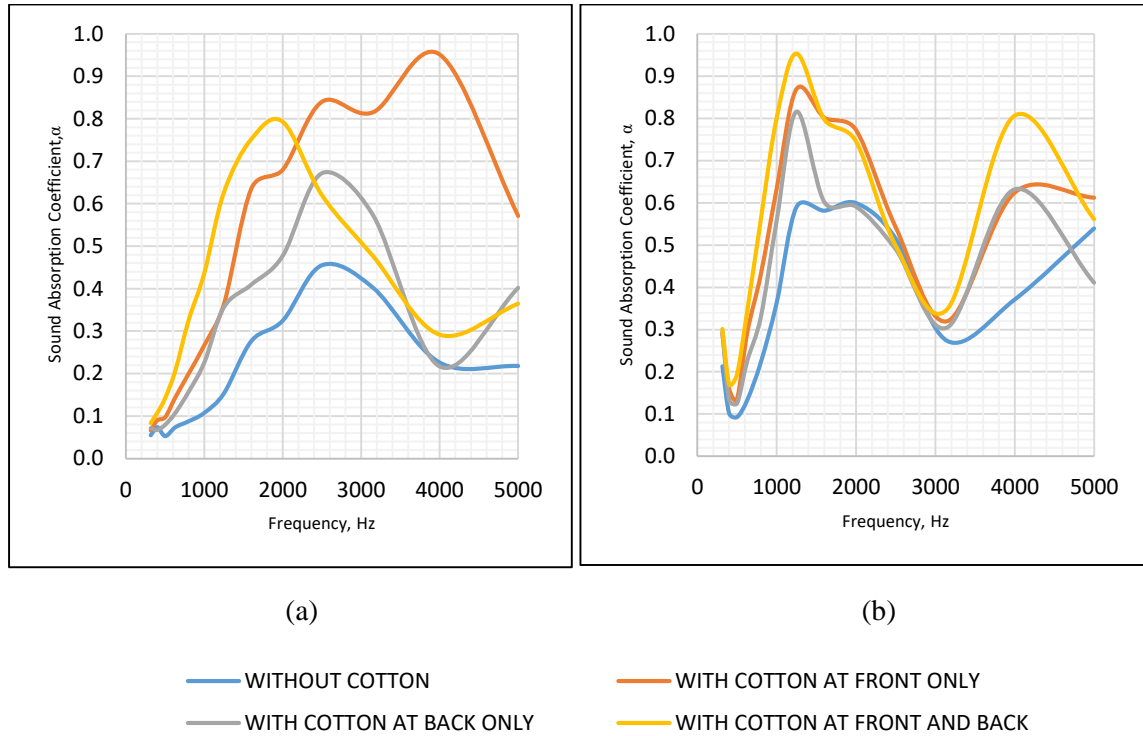 1.0
0.9
0.8
0.7
0.6
0.5
0.4
0.3
0.2
0.1
0.0
Sound Absorption Coefficient,α
0 1000 2000 3000 4000 5000
Frequency, Hz
(a)
1.0
0.9
0.8
0.7
0.6
0.5
0.4
0.3
0.2
0.1
0.0
Sound Absorption Coefficient, α
0 1000 2000 3000 4000 5000
Frequency, Hz
(b)
WITHOUT COTTON
WITH COTTON AT FRONT ONLY
WITH COTTON AT BACK ONLY
WITH COTTON AT FRONT AND BACK